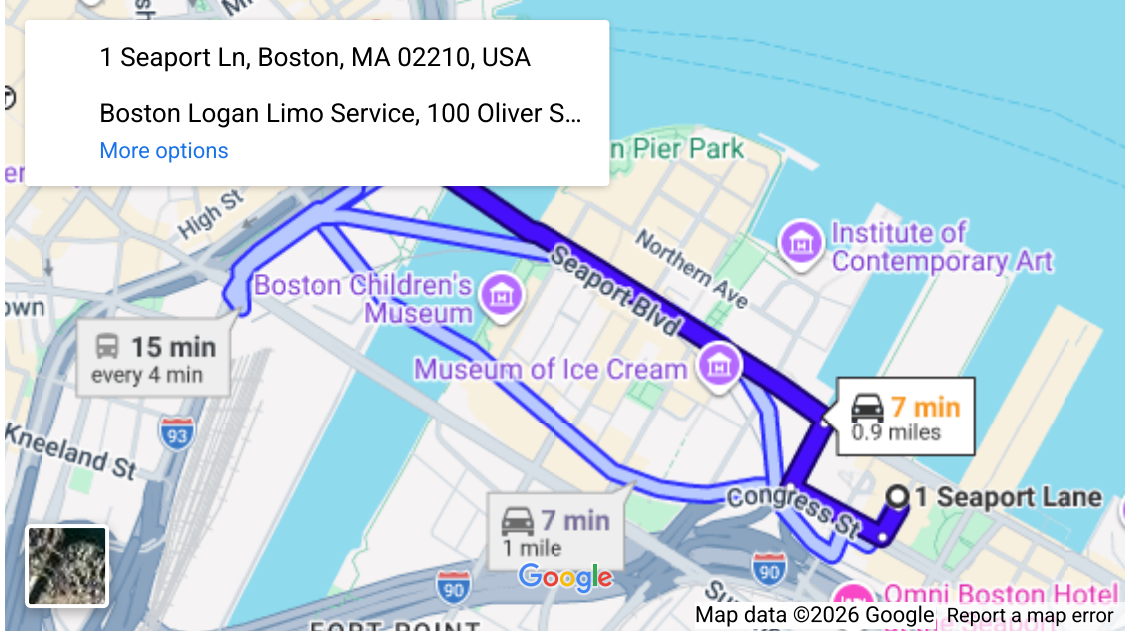 1 Seaport Ln, Boston, MA 02210, USA
Boston Logan Limo Service, 100 Oliver S...
More options
n Pier Park
High St
Institute of
Contemporary Art
Northern Ave
Boston Children's
Museum
Seaport Blvd
own
15 min
every 4 min
Museum of Ice Cream
7 min
0.9 miles
93
Kneeland St
1 Seaport Lane
Congress St
7 min
1 mile
Google
90
90
Omni Boston Hotel
Seaport
FORT POINT
Map data ©2026 Google
Report a map error